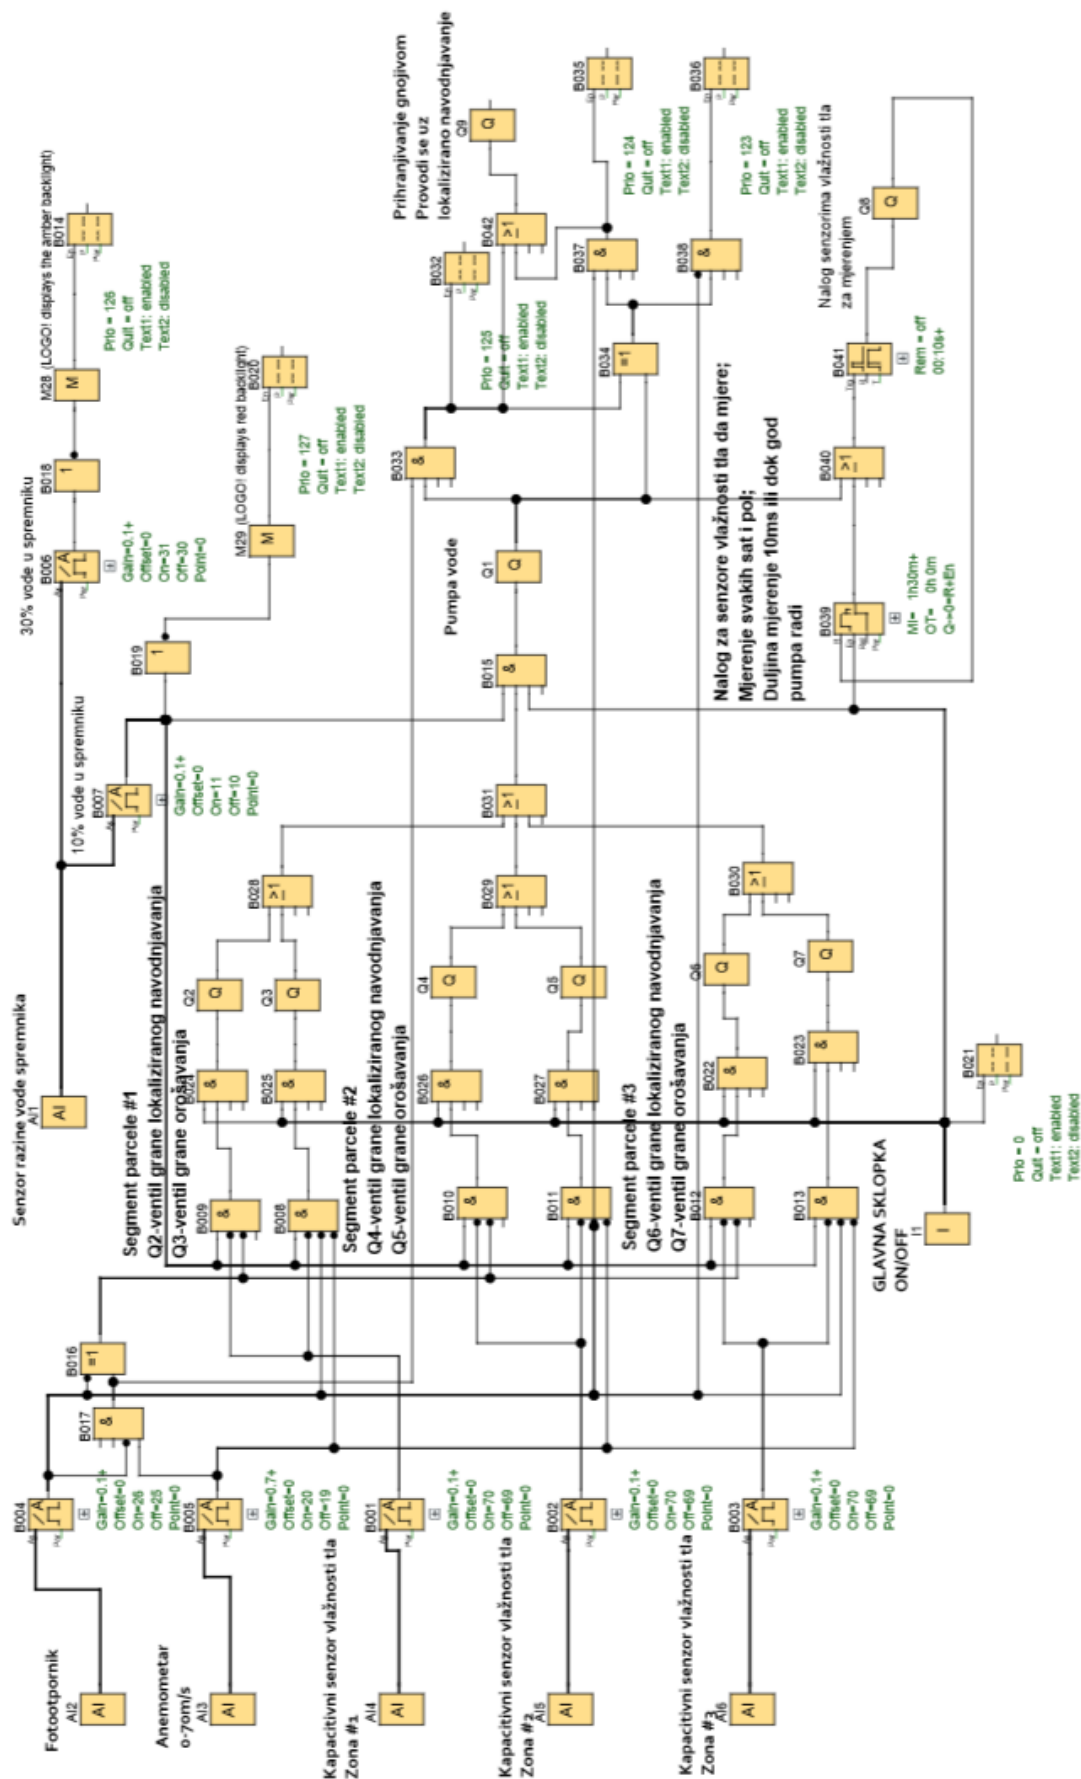 Fotootpornik
AI2
AI
Anemometar
0-70m/s
AI3
AI
Kapacitivni senzor vlažnosti tla
Zona #1
AI4
AI
Kapacitivni senzor vlažnosti tla
Zona #2
AI5
AI
Kapacitivni senzor vlažnosti tla
Zona #3
AI6
AI
B004
Gain=0.1+
Offset=0
On=26
Off=25
Point=0
B005
Gain=0.7+
Offset=0
On=20
Off=19
Point=0
B001
Gain=0.1+
Offset=0
On=70
Off=69
Point=0
B002
Gain=0.1+
Offset=0
On=70
Off=69
Point=0
B003
Gain=0.1+
Offset=0
On=70
Off=69
Point=0
B017
&
B016
=1
Senzor razine vode spremnika
AI1
AI
Segment parcele #1
Q2-ventil grane lokaliziranog navodnjavanja
Q3-ventil grane orošavanja
B009
&
B008
&
B024
&
B025
&
Q2
Q
Q3
Q
Segment parcele #2
Q4-ventil grane lokaliziranog navodnjavanja
Q5-ventil grane orošavanja
B010
&
B011
&
B026
&
B027
&
Q4
Q
Q5
Q
Segment parcele #3
Q6-ventil grane lokaliziranog navodnjavanja
Q7-ventil grane orošavanja
B012
&
B013
&
B022
&
B023
&
Q6
Q
Q7
Q
GLAVNA SKLOPKA
ON/OFF
I1
I
B021
Prio = 0
Quit = off
Text1: enabled
Text2: disabled
B028
>1
B029
>1
B030
>1
B031
>1
10% vode u spremniku
B007
Gain=0.1+
Offset=0
On=11
Off=10
Point=0
30% vode u spremniku
B006
Gain=0.1+
Offset=0
On=31
Off=30
Point=0
B019
1
B018
1
M29 (LOGO! displays red backlight)
M
B020
Prio = 127
Quit = off
Text1: enabled
Text2: disabled
M28 (LOGO! displays the amber backlight)
M
B014
Prio = 126
Quit = off
Text1: enabled
Text2: disabled
B015
&
Pumpa vode
Q1
Q
Nalog za senzore vlažnosti tla da mjere;
Mjerenje svakih sat i pol;
Duljina mjerenje 10ms ili dok god
pumpa radi
B039
MI= 1h30m+
OT= 0h 0m
Q->0=R+En
B033
&
B034
=1
B040
>1
B041
Rem = off
00:10s+
B032
Prio = 125
Quit = off
Text1: enabled
Text2: disabled
B042
>1
B037
&
B038
&
Nalog senzorima vlažnosti tla
za mjerenjem
Q8
Q
Prihranjivanje gnojivom
Provodi se uz
lokalizirano navodnjavanje
Q9
Q
B035
Prio = 124
Quit = off
Text1: enabled
Text2: disabled
B036
Prio = 123
Quit = off
Text1: enabled
Text2: disabled